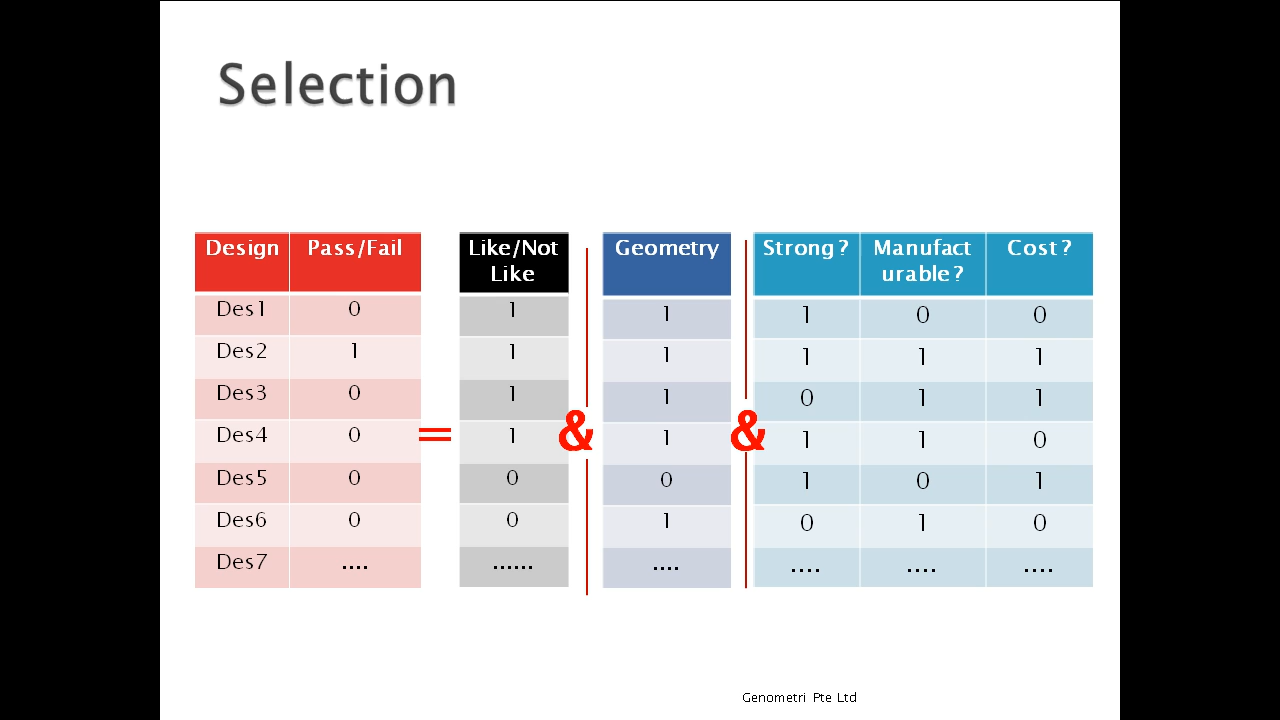 Selection
Design Pass/Fail Like/Not Like Geometry Strong? Manufact urable? Cost?
Des1 0 1 1 1 0 0
Des2 1 1 1 1 1 1
Des3 0 1 1 0 1 1
Des4 0 = 1 & 1 & 1 1 0
Des5 0 0 0 1 0 1
Des6 0 0 1 0 1 0
Des7 .... ...... .... .... .... ....
Genometri Pte Ltd